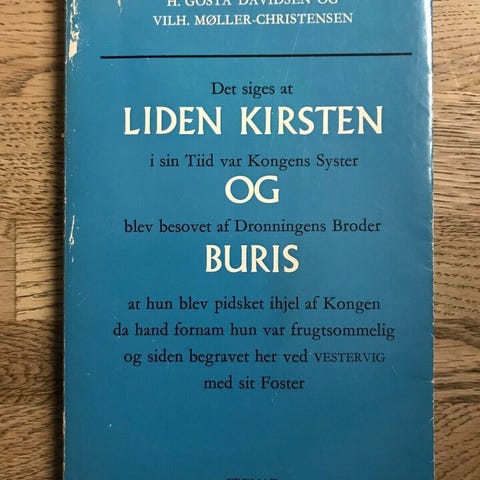 H. GØSTA DAVIDSEN OG
VILH. MØLLER-CHRISTENSEN
Det siges at
LIDEN KIRSTEN
i sin Tiid var Kongens Syster
OG
blev besovet af Dronningens Broder
BURIS
at hun blev pidsket ihjel af Kongen
da hand fornam hun var frugtsommelig
og siden begravet her ved VESTERVIG
med sit Foster